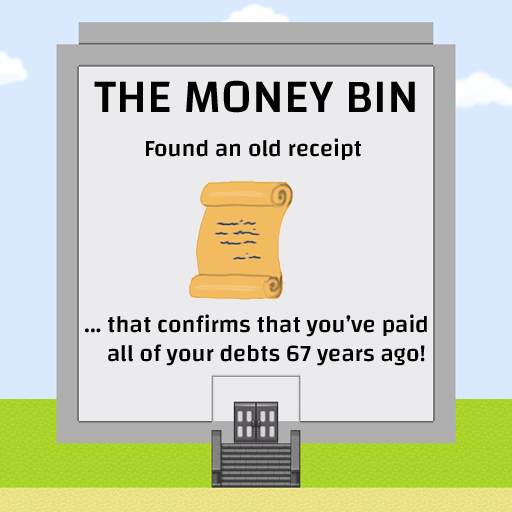 THE MONEY BIN
Found an old receipt
... that confirms that you've paid
all of your debts 67 years ago!